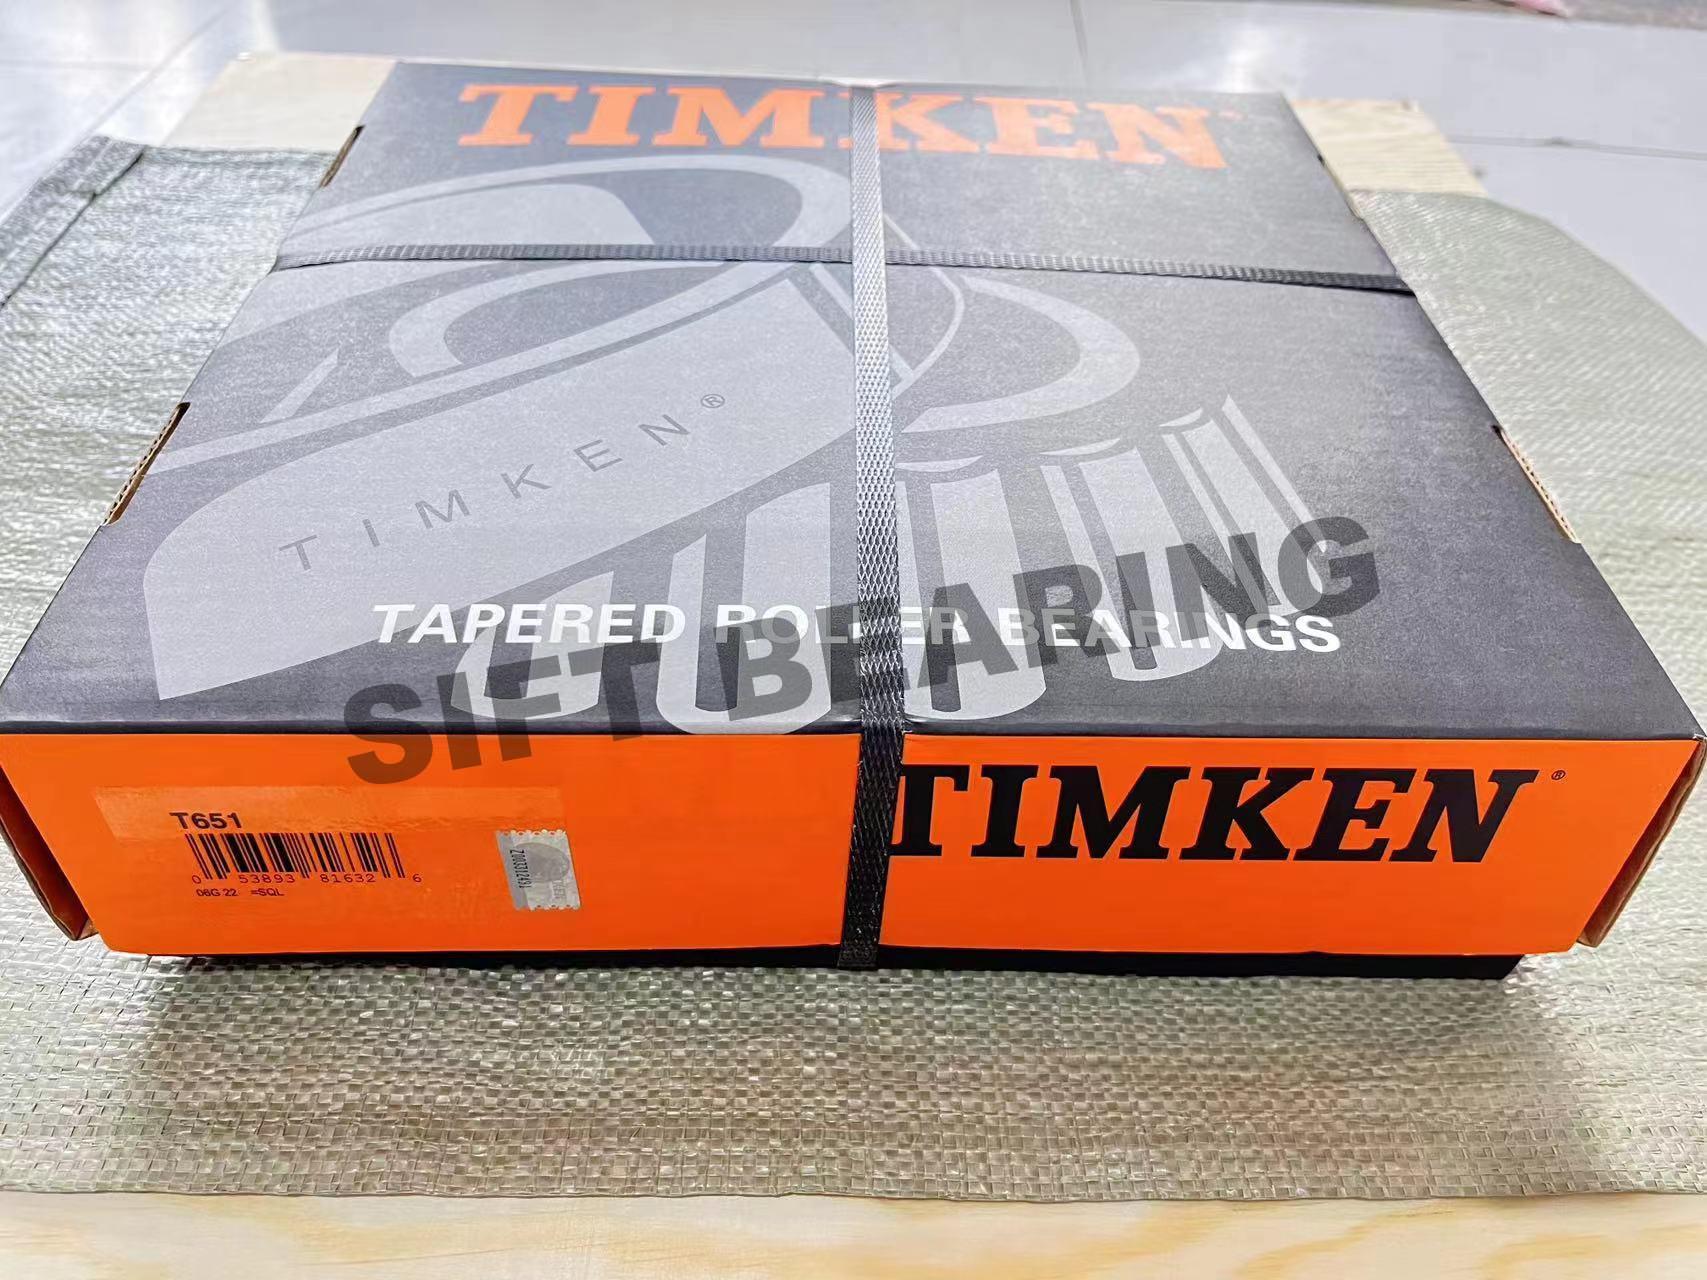 TIMKEN
TIMKEN®
TAPERED ROLLER BEARINGS
SIFT BEARING
TIMKEN®
T651
0 53893 81632 6
06G 22 =SQL